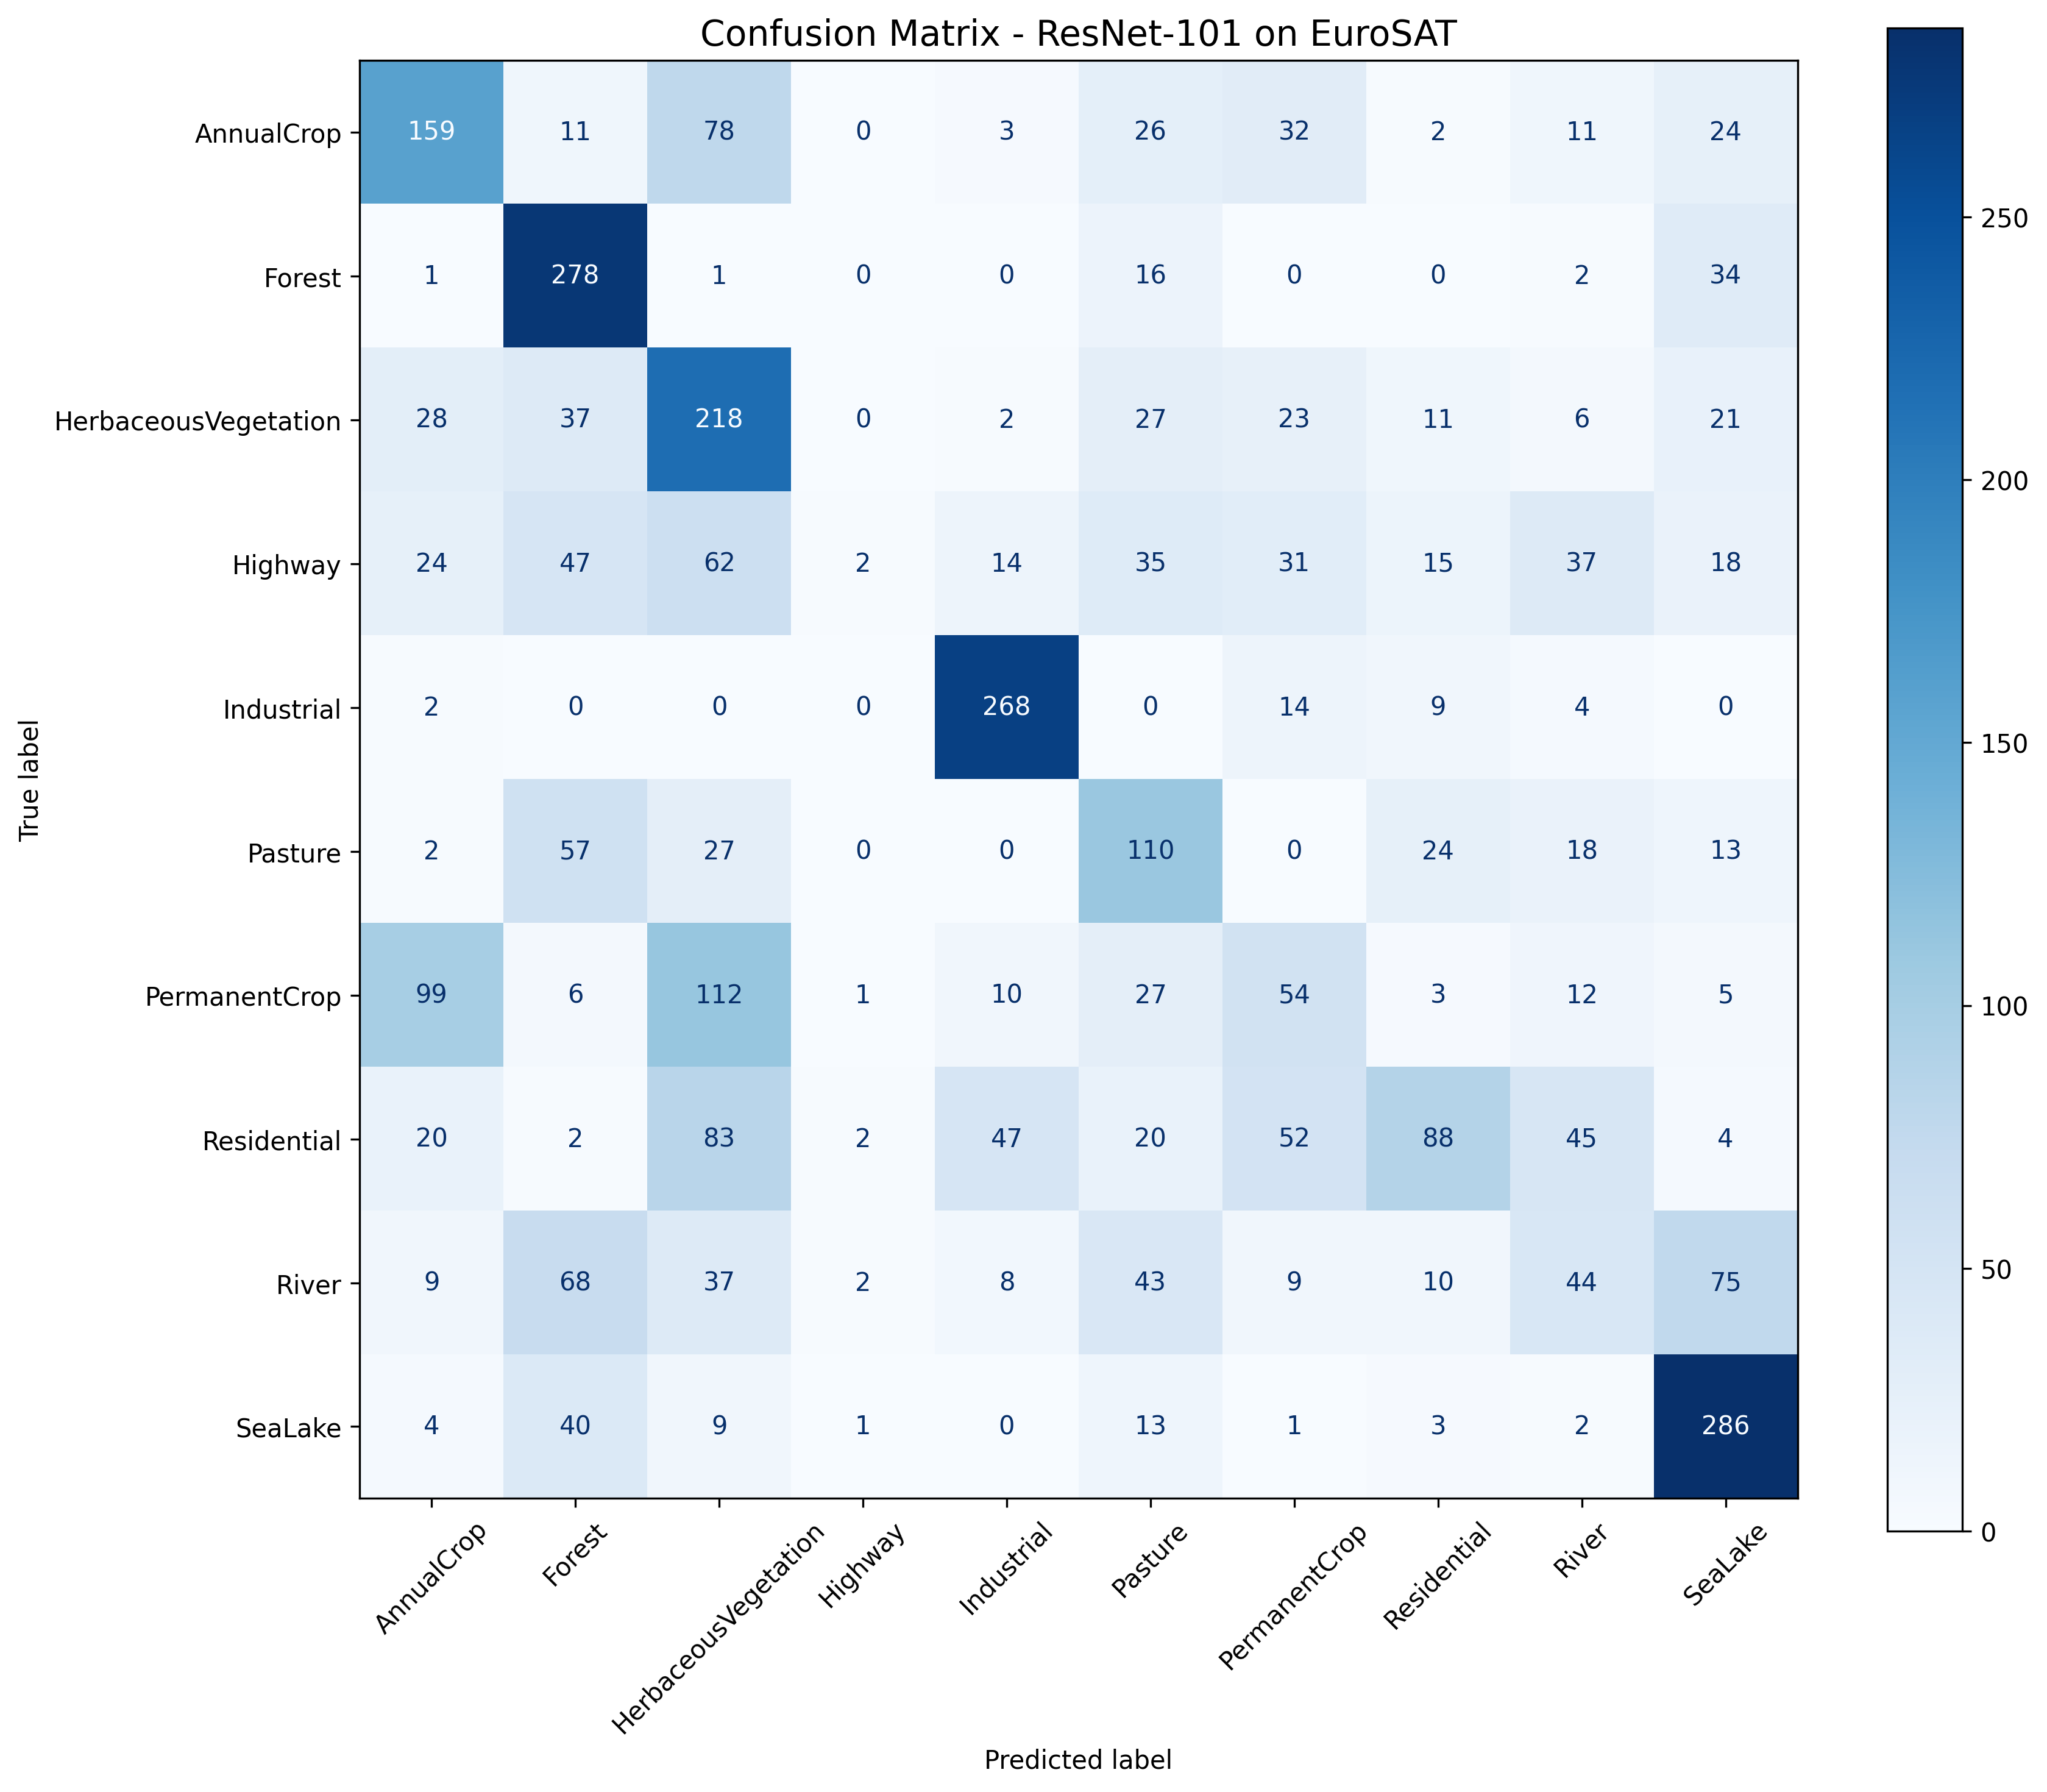 Confusion Matrix - ResNet-101 on EuroSAT
AnnualCrop 159 11 78 0 3 26 32 2 11 24
Forest 1 278 1 0 0 16 0 0 2 34
HerbaceousVegetation 28 37 218 0 2 27 23 11 6 21
Highway 24 47 62 2 14 35 31 15 37 18
Industrial 2 0 0 0 268 0 14 9 4 0
Pasture 2 57 27 0 0 110 0 24 18 13
PermanentCrop 99 6 112 1 10 27 54 3 12 5
Residential 20 2 83 2 47 20 52 88 45 4
River 9 68 37 2 8 43 9 10 44 75
SeaLake 4 40 9 1 0 13 1 3 2 286
True label
AnnualCrop Forest HerbaceousVegetation Highway Industrial Pasture PermanentCrop Residential River SeaLake
Predicted label
250
200
150
100
50
0